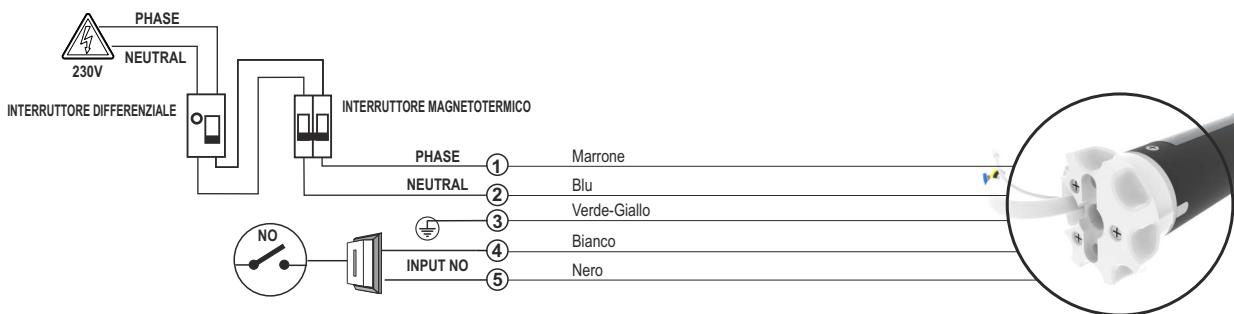 PHASE
NEUTRAL
230V
INTERRUTTORE DIFFERENZIALE
INTERRUTTORE MAGNETOTERMICO
PHASE 1 Marrone
NEUTRAL 2 Blu
3 Verde-Giallo
NO
4 Bianco
INPUT NO 5 Nero